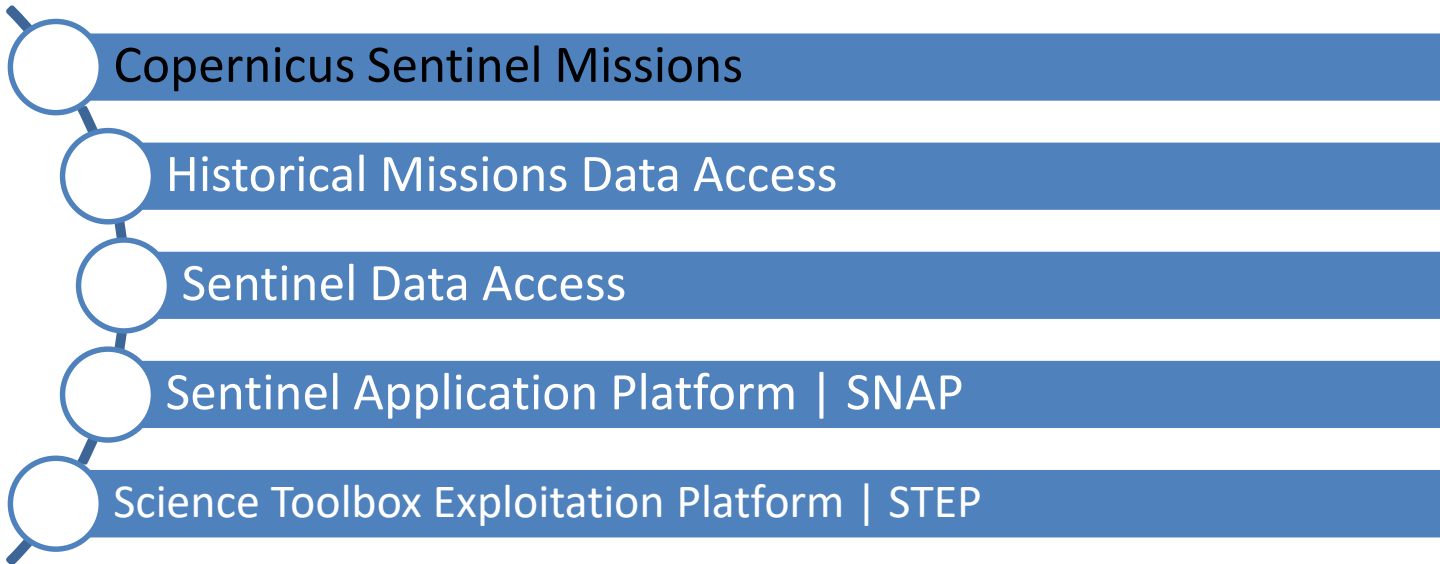 Copernicus Sentinel Missions
Historical Missions Data Access
Sentinel Data Access
Sentinel Application Platform | SNAP
Science Toolbox Exploitation Platform | STEP